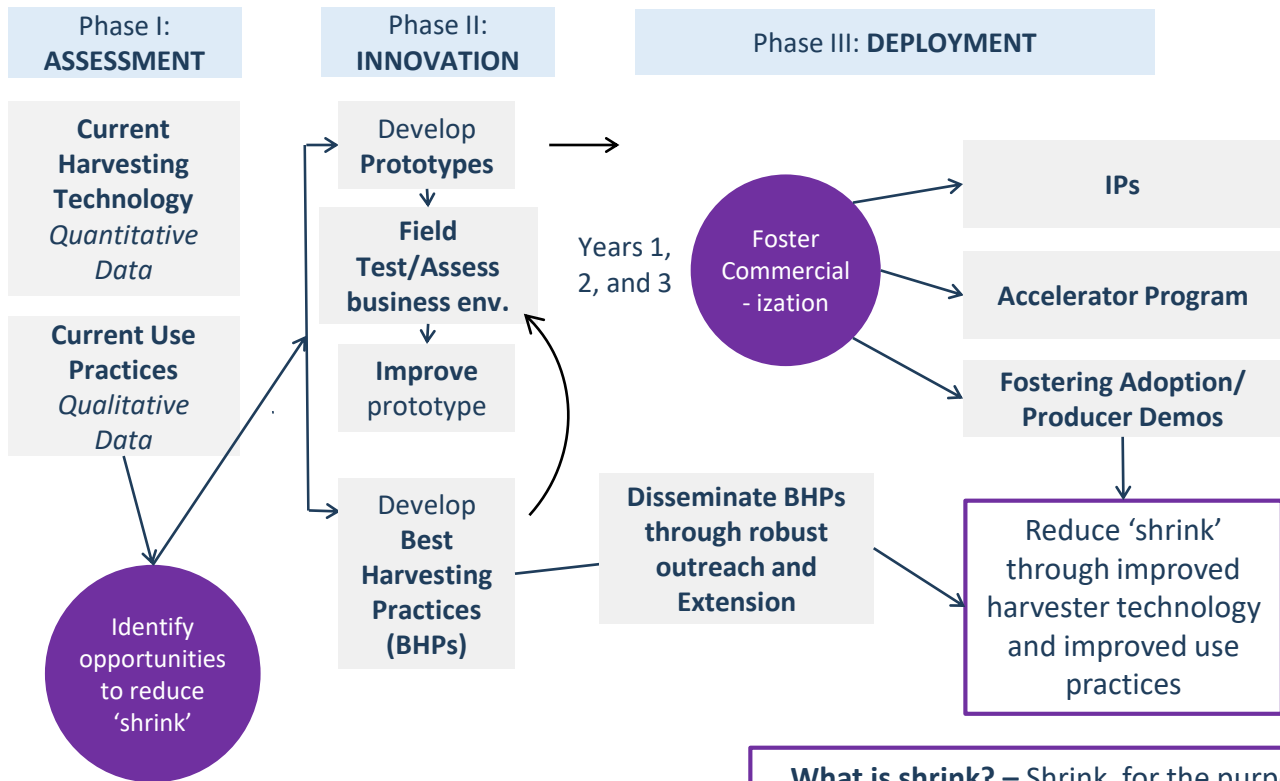 Phase I:
ASSESSMENT
Current
Harvesting
Technology
Quantitative
Data
Current Use
Practices
Qualitative
Data
Identify
opportunities
to reduce
‘shrink’
Phase II:
INNOVATION
Develop
Prototypes
Field
Test/Assess
business env.
Improve
prototype
Develop
Best
Harvesting
Practices
(BHPs)
Phase III: DEPLOYMENT
Years 1,
2, and 3
Foster
Commercial
- ization
IPs
Accelerator Program
Fostering Adoption/
Producer Demos
Disseminate BHPs
through robust
outreach and
Extension
Reduce ‘shrink’
through improved
harvester technology
and improved use
practices
What is shrink? – Shrink, for the purp